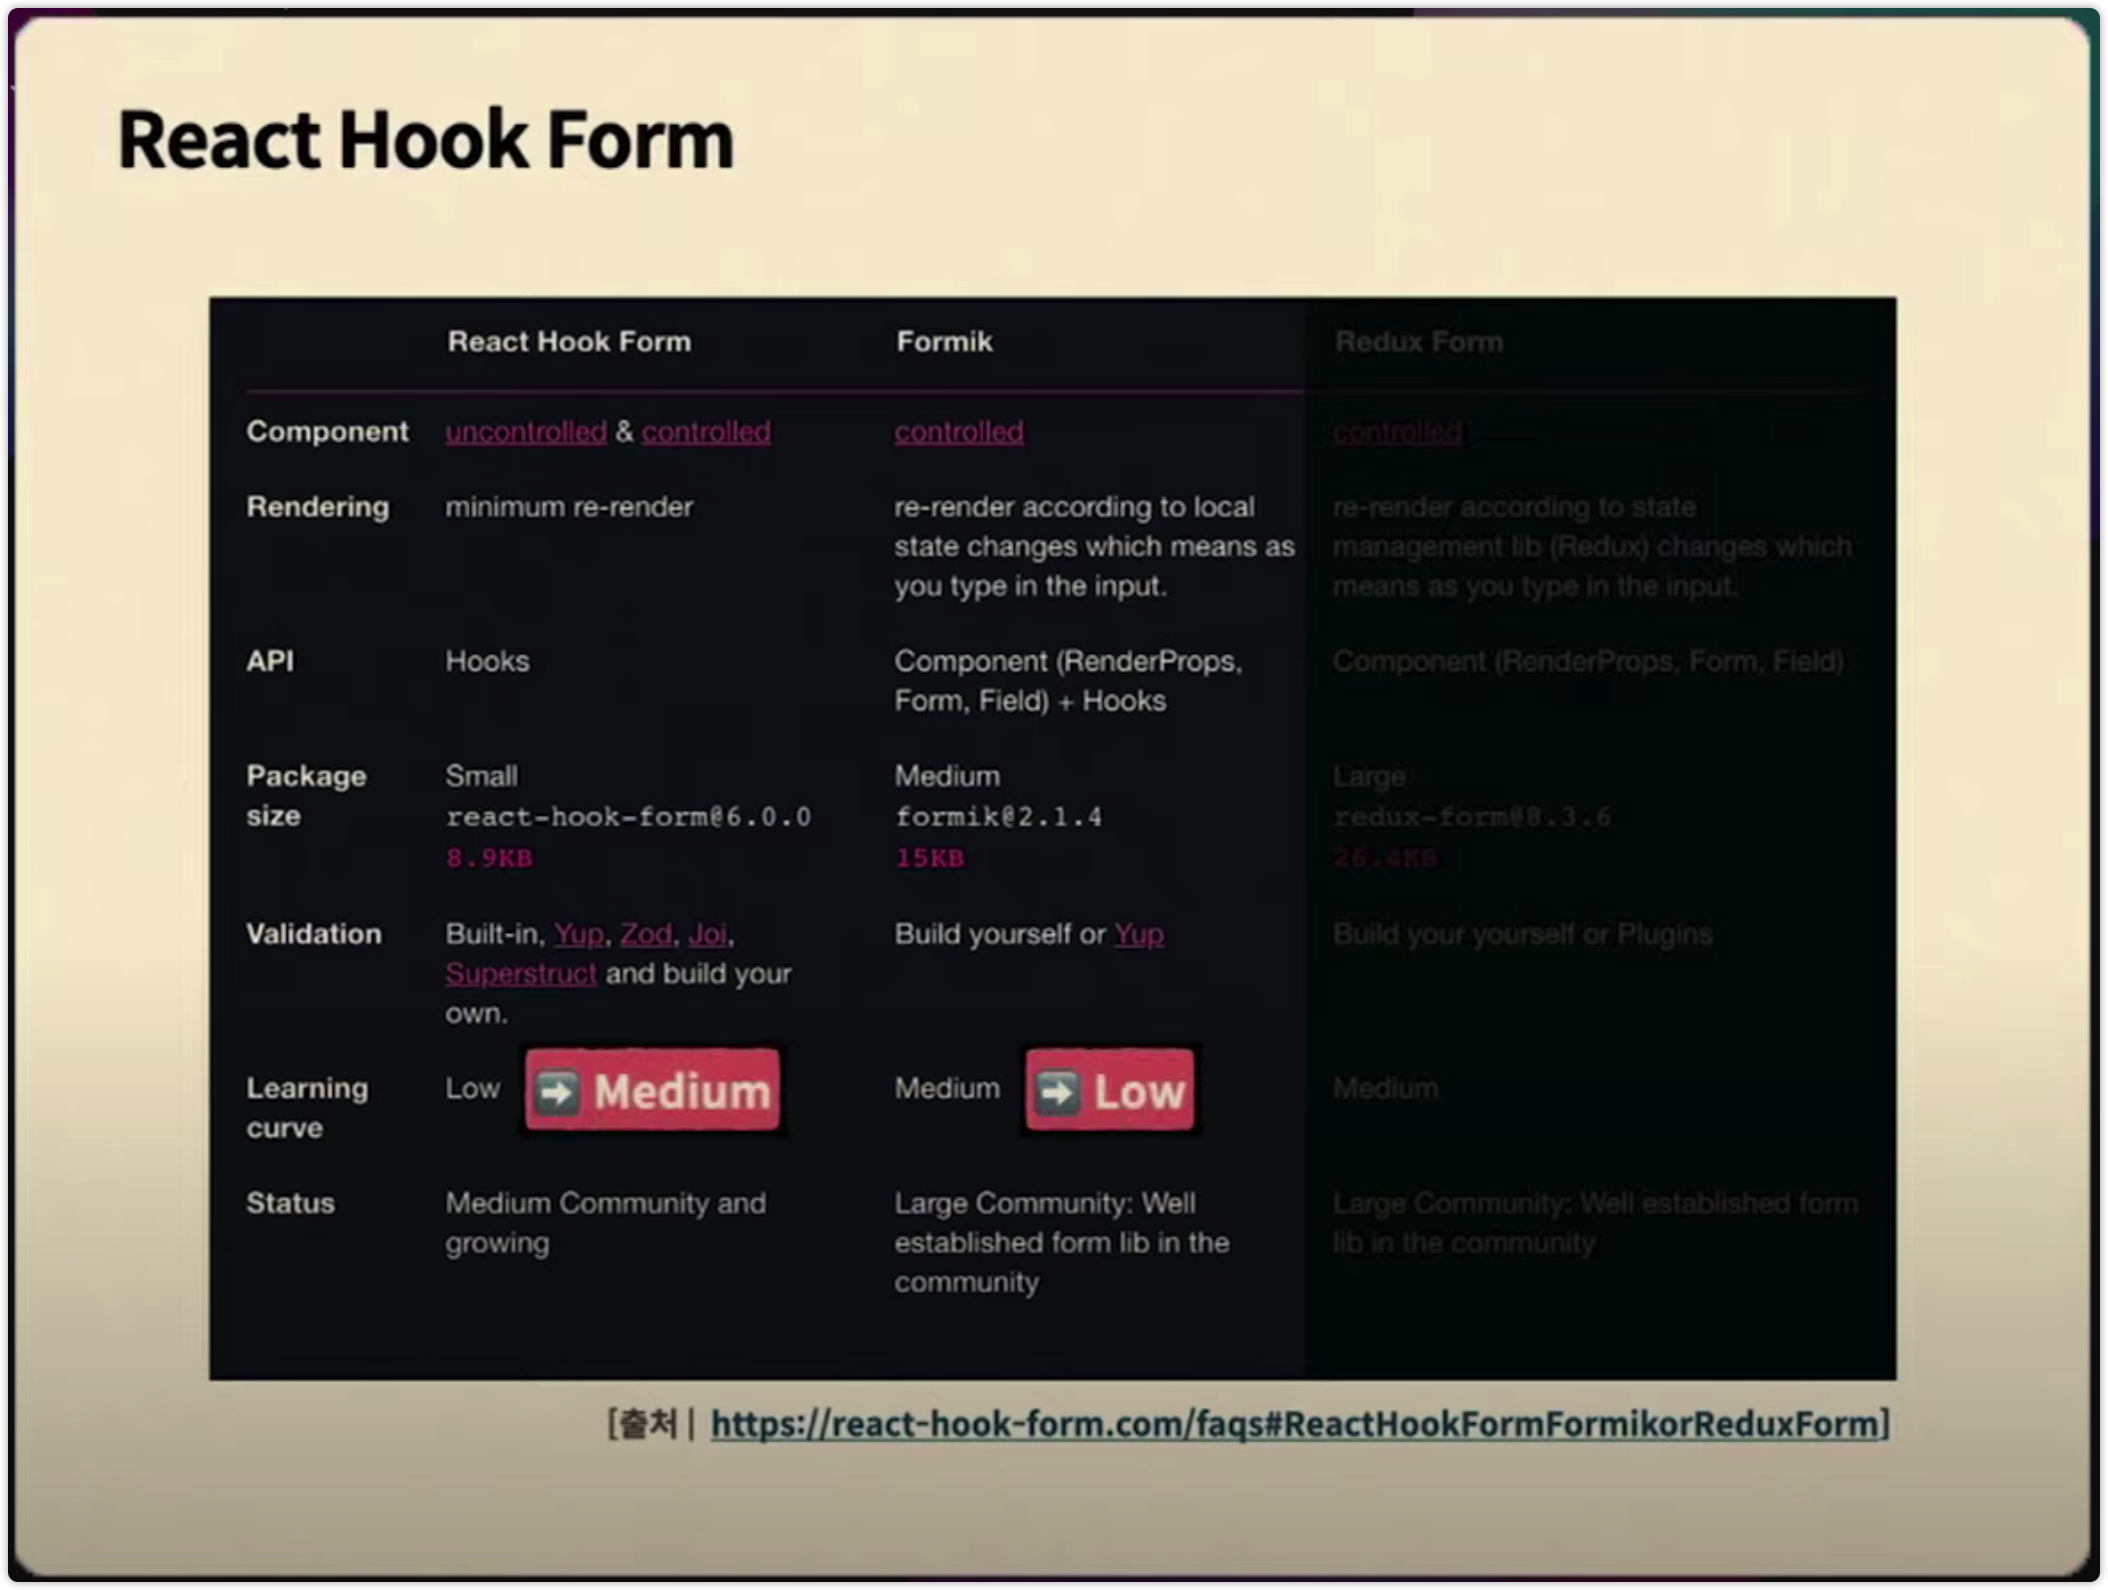 React Hook Form
React Hook Form Formik Redux Form
Component uncontrolled & controlled controlled controlled
Rendering minimum re-render re-render according to local re-render according to state
state changes which means as management lib (Redux) changes which
you type in the input. means as you type in the input.
API Hooks Component (RenderProps, Component (RenderProps, Form, Field)
Form, Field) + Hooks
Package Small Medium Large
size react-hook-form@6.0.0 formik@2.1.4 redux-form@8.3.6
8.9KB 15KB 26.4KB
Validation Built-in, Yup, Zod, Joi, Build yourself or Yup Build your yourself or Plugins
Superstruct and build your
own.
Learning Low ➡ Medium Medium ➡ Low Medium
curve
Status Medium Community and Large Community: Well Large Community: Well established form
growing established form lib in the lib in the community
community
[출처 | https://react-hook-form.com/faqs#ReactHookFormFormikorReduxForm]